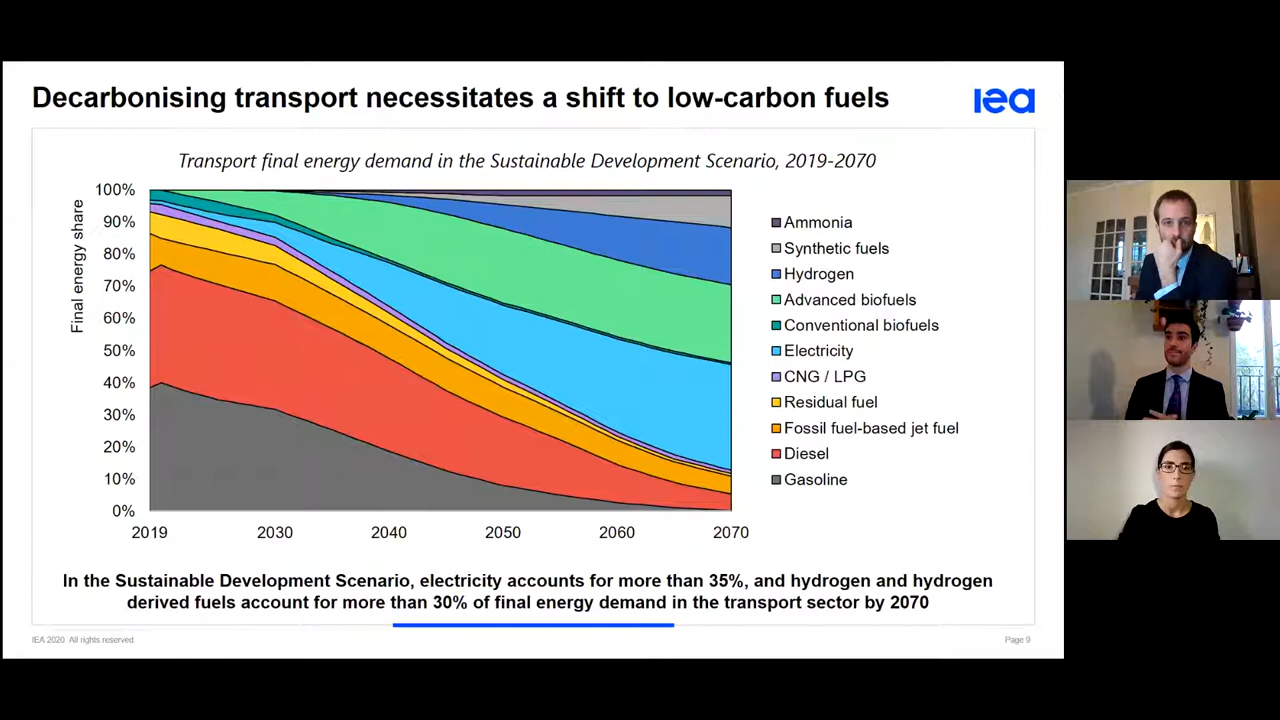 Decarbonising transport necessitates a shift to low-carbon fuels
iea
Transport final energy demand in the Sustainable Development Scenario, 2019-2070
Final energy share
100%
90%
80%
70%
60%
50%
40%
30%
20%
10%
0%
2019 2030 2040 2050 2060 2070
Ammonia
Synthetic fuels
Hydrogen
Advanced biofuels
Conventional biofuels
Electricity
CNG / LPG
Residual fuel
Fossil fuel-based jet fuel
Diesel
Gasoline
In the Sustainable Development Scenario, electricity accounts for more than 35%, and hydrogen and hydrogen
derived fuels account for more than 30% of final energy demand in the transport sector by 2070
IEA 2020. All rights reserved.
Page 9